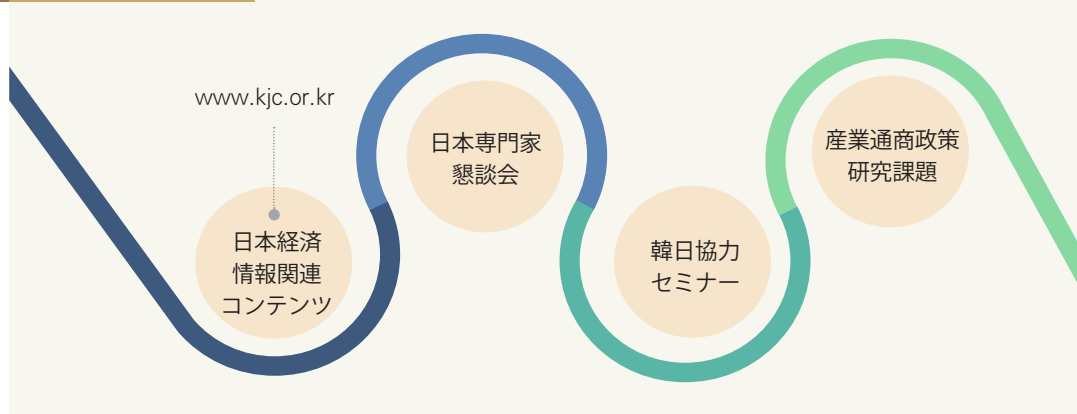 www.kjc.or.kr
日本経済
情報関連
コンテンツ
日本専門家
懇談会
韓日協力
セミナー
産業通商政策
研究課題